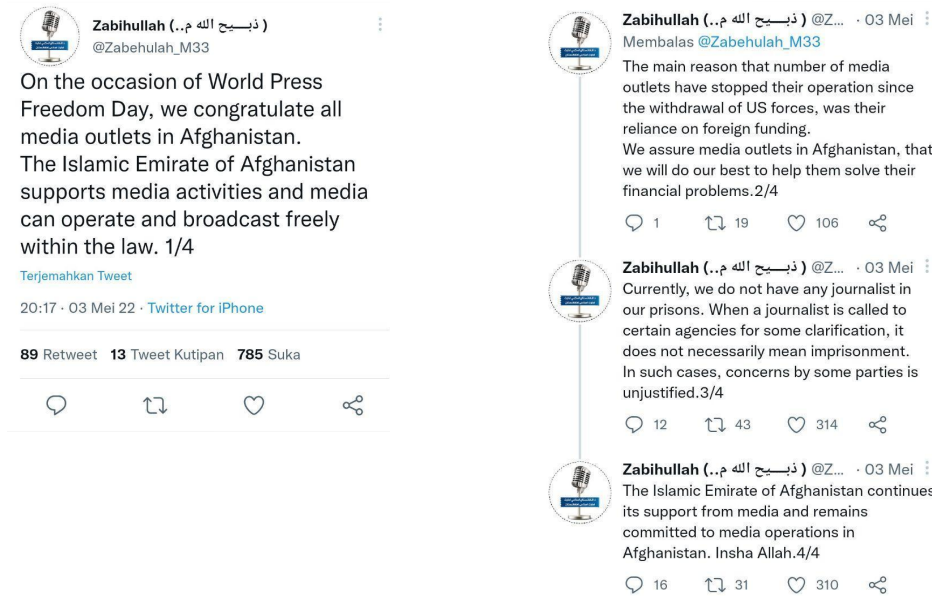 Zabihullah (..ذبـــیح الله م )
@Zabehulah_M33
On the occasion of World Press
Freedom Day, we congratulate all
media outlets in Afghanistan.
The Islamic Emirate of Afghanistan
supports media activities and media
can operate and broadcast freely
within the law. 1/4
Terjemahkan Tweet
20:17 · 03 Mei 22 · Twitter for iPhone
89 Retweet 13 Tweet Kutipan 785 Suka
Zabihullah (..ذبـــیح الله م ) @Z... · 03 Mei
Membalas @Zabehulah_M33
The main reason that number of media
outlets have stopped their operation since
the withdrawal of US forces, was their
reliance on foreign funding.
We assure media outlets in Afghanistan, that
we will do our best to help them solve their
financial problems.2/4
1 19 106
Zabihullah (..ذبـــیح الله م ) @Z... · 03 Mei
Currently, we do not have any journalist in
our prisons. When a journalist is called to
certain agencies for some clarification, it
does not necessarily mean imprisonment.
In such cases, concerns by some parties is
unjustified.3/4
12 43 314
Zabihullah (..ذبـــیح الله م ) @Z... · 03 Mei
The Islamic Emirate of Afghanistan continues
its support from media and remains
committed to media operations in
Afghanistan. Insha Allah.4/4
16 31 310